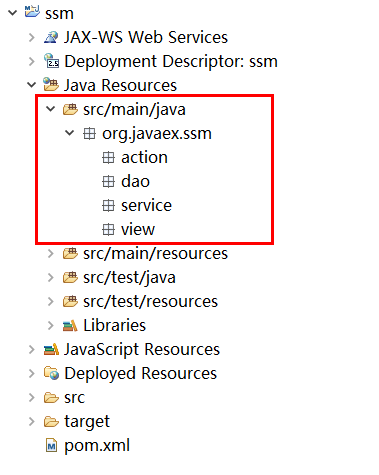 ssm
JAX-WS Web Services
Deployment Descriptor: ssm
Java Resources
src/main/java
org.javaex.ssm
action
dao
service
view
src/main/resources
src/test/java
src/test/resources
Libraries
JavaScript Resources
Deployed Resources
src
target
pom.xml